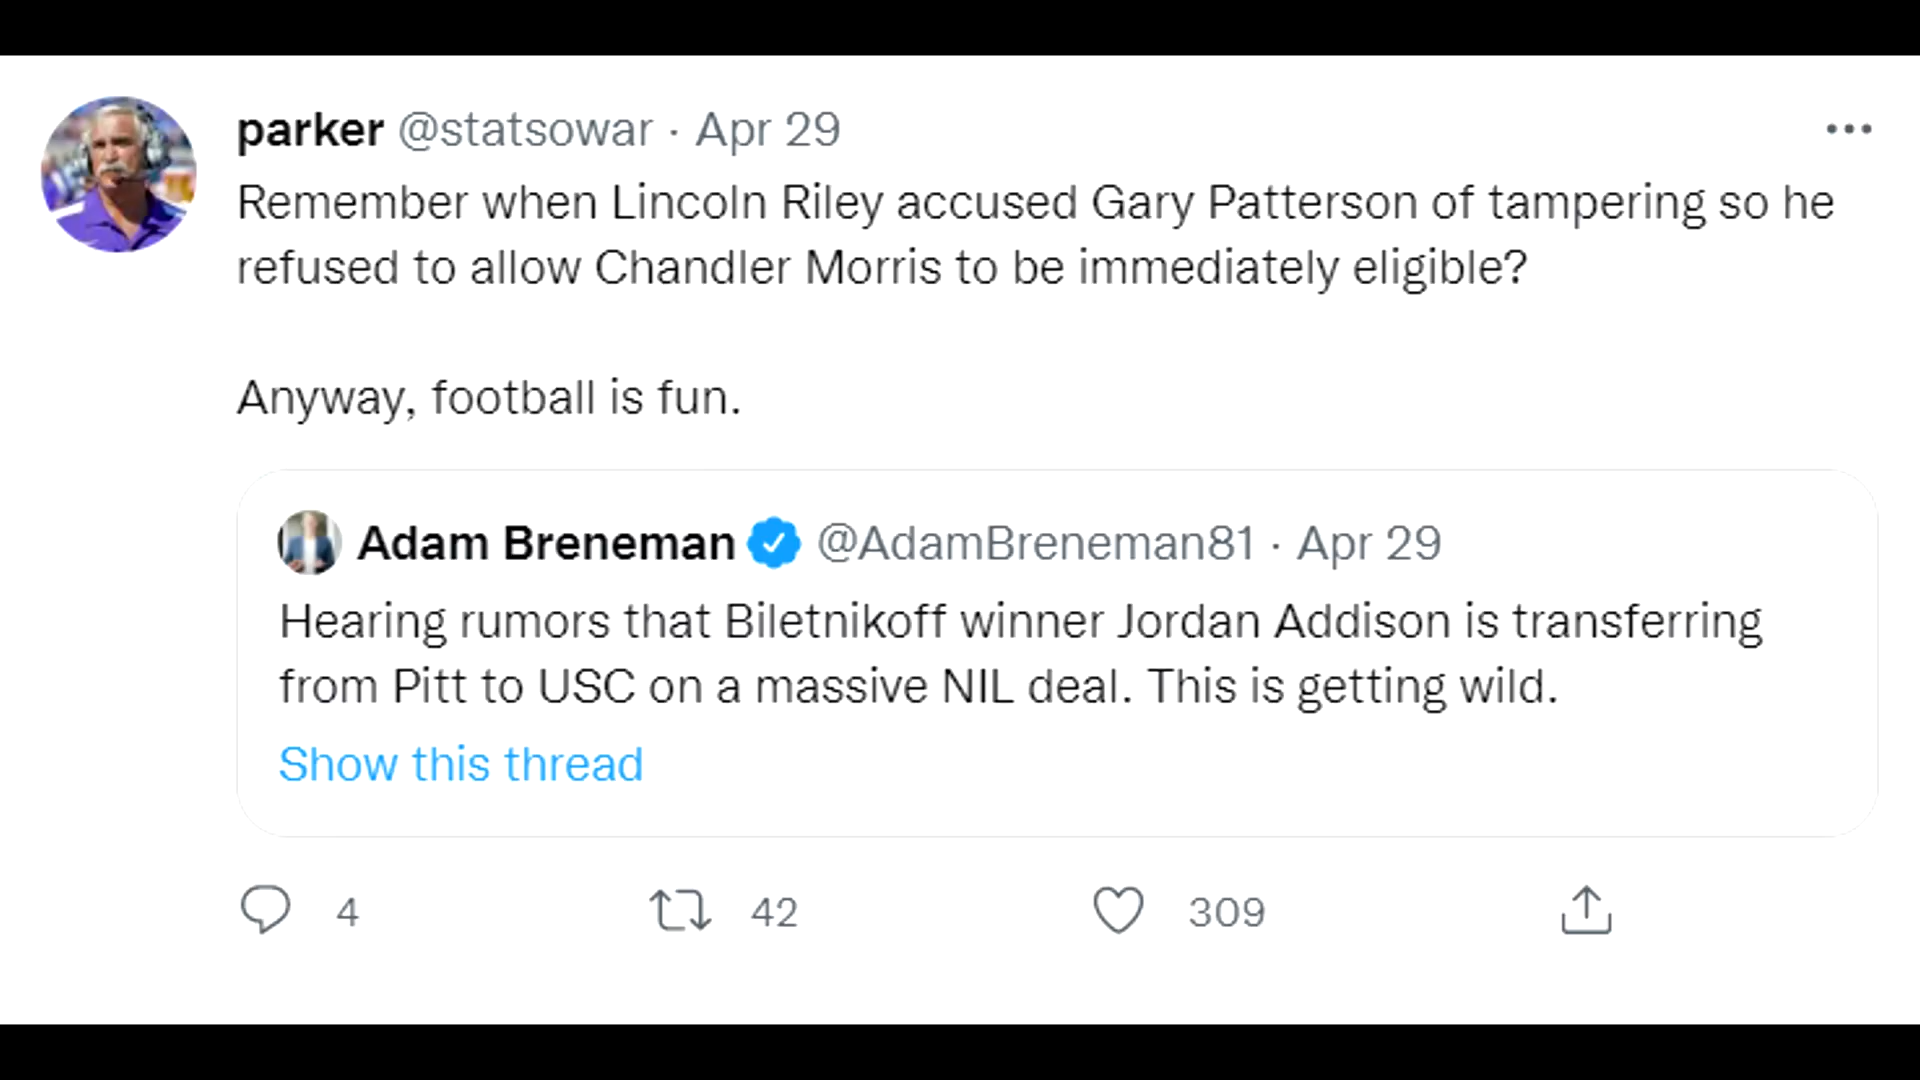 parker @statsowar · Apr 29
Remember when Lincoln Riley accused Gary Patterson of tampering so he
refused to allow Chandler Morris to be immediately eligible?
Anyway, football is fun.
Adam Breneman @AdamBreneman81 · Apr 29
Hearing rumors that Biletnikoff winner Jordan Addison is transferring
from Pitt to USC on a massive NIL deal. This is getting wild.
Show this thread
4 42 309